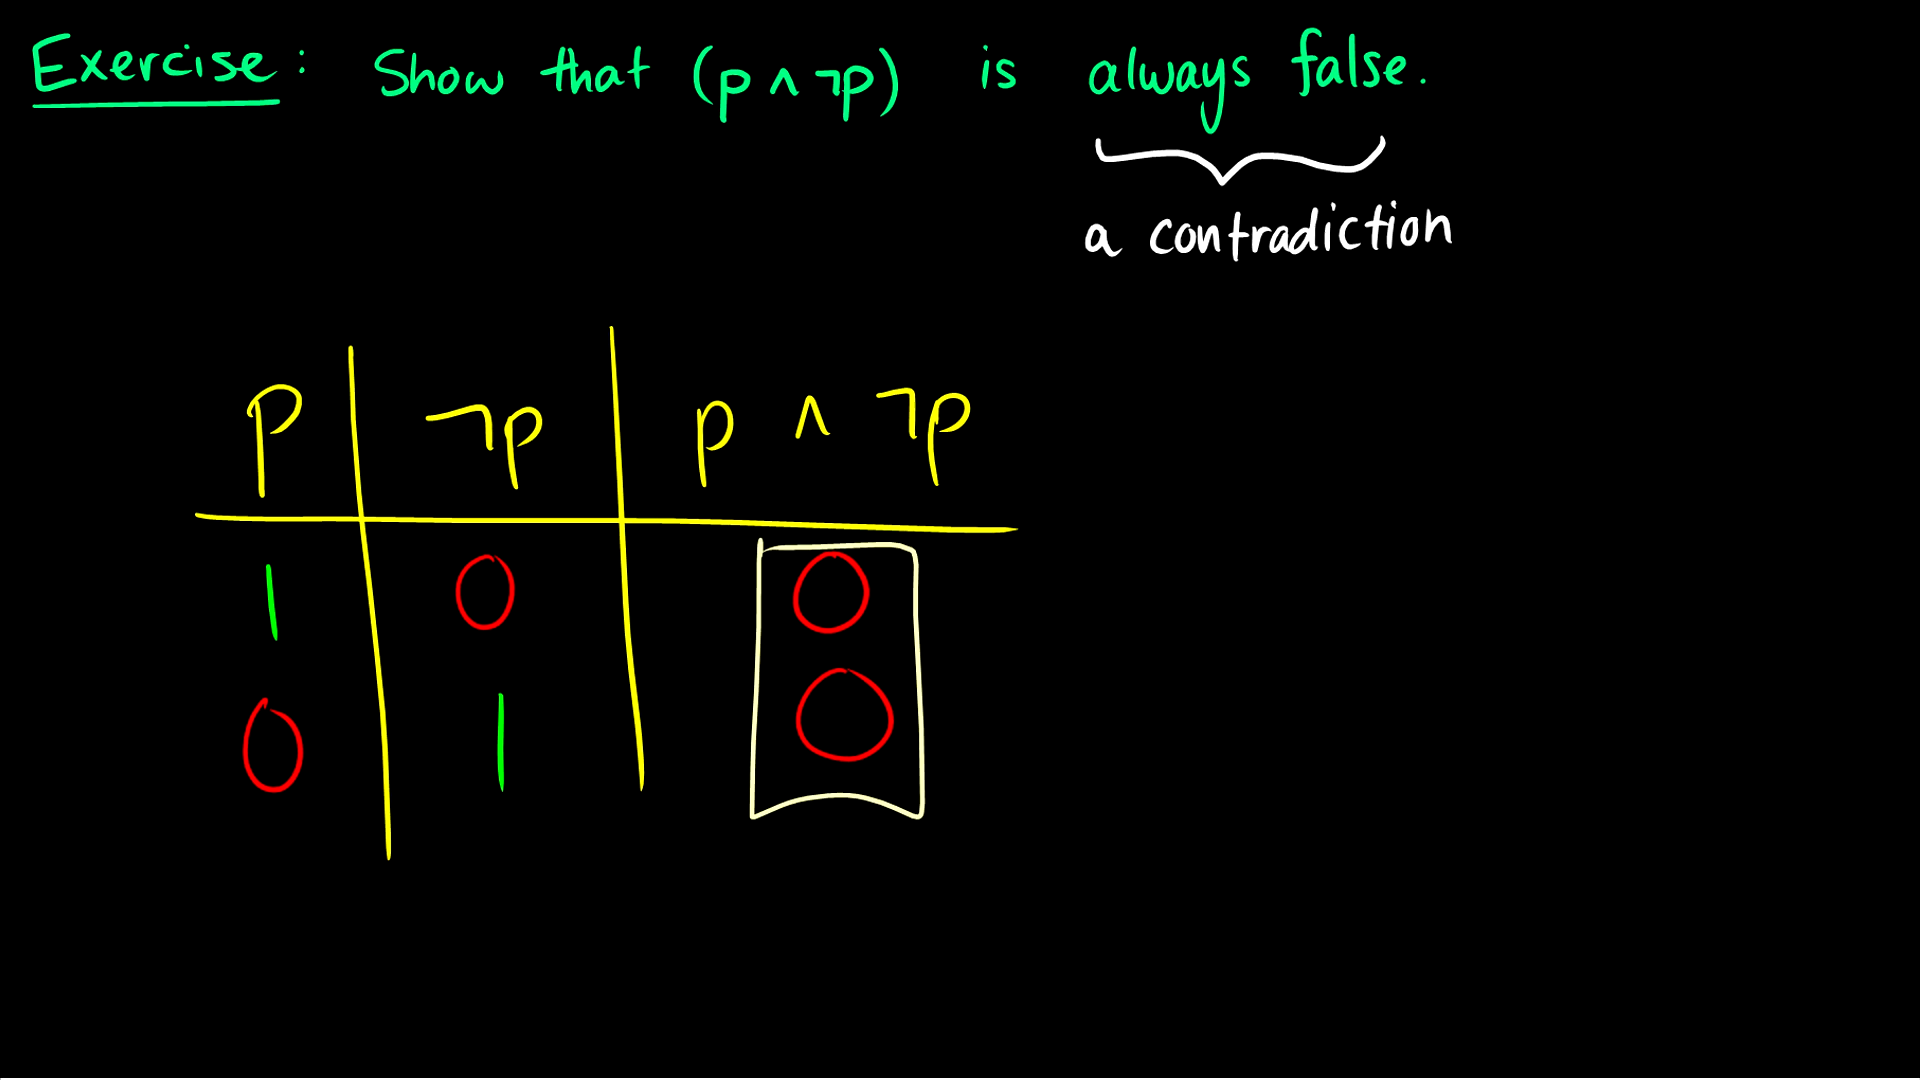 Exercise: Show that (p ∧ ¬p) is always false.
a contradiction
p ¬p p ∧ ¬p
1 0 0
0 1 0